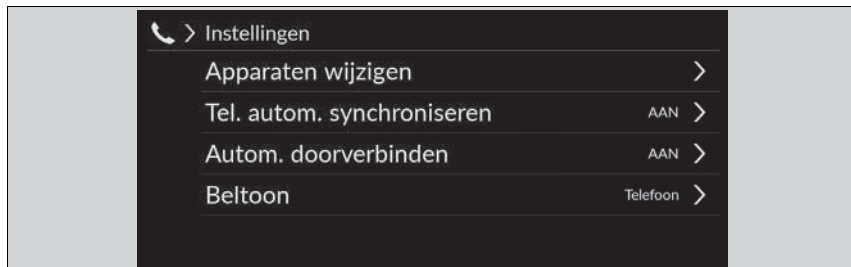 Instellingen
Apparaten wijzigen
Tel. autom. synchroniseren AAN
Autom. doorverbinden AAN
Beltoon Telefoon